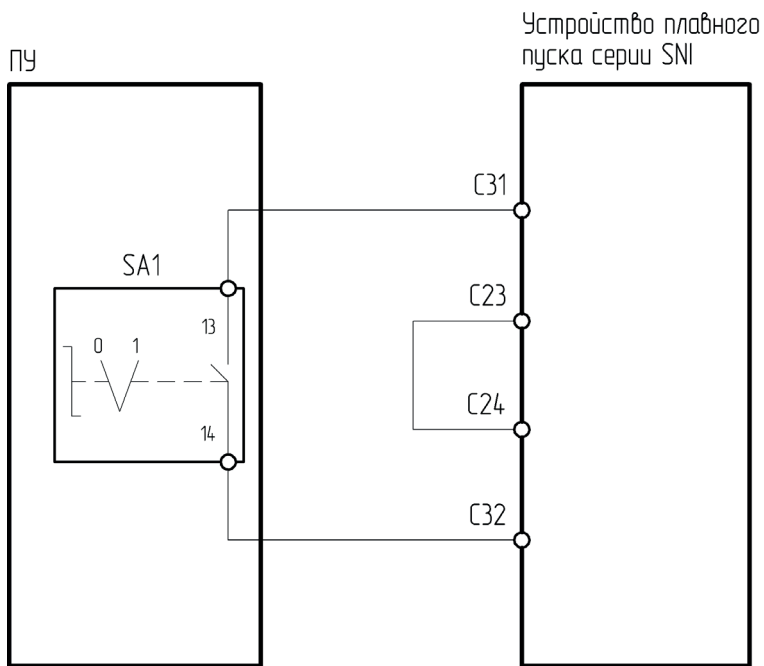 Устройство плавного
пуска серии SNI
ПУ
C31
SA1
C23
13
0 1
C24
14
C32